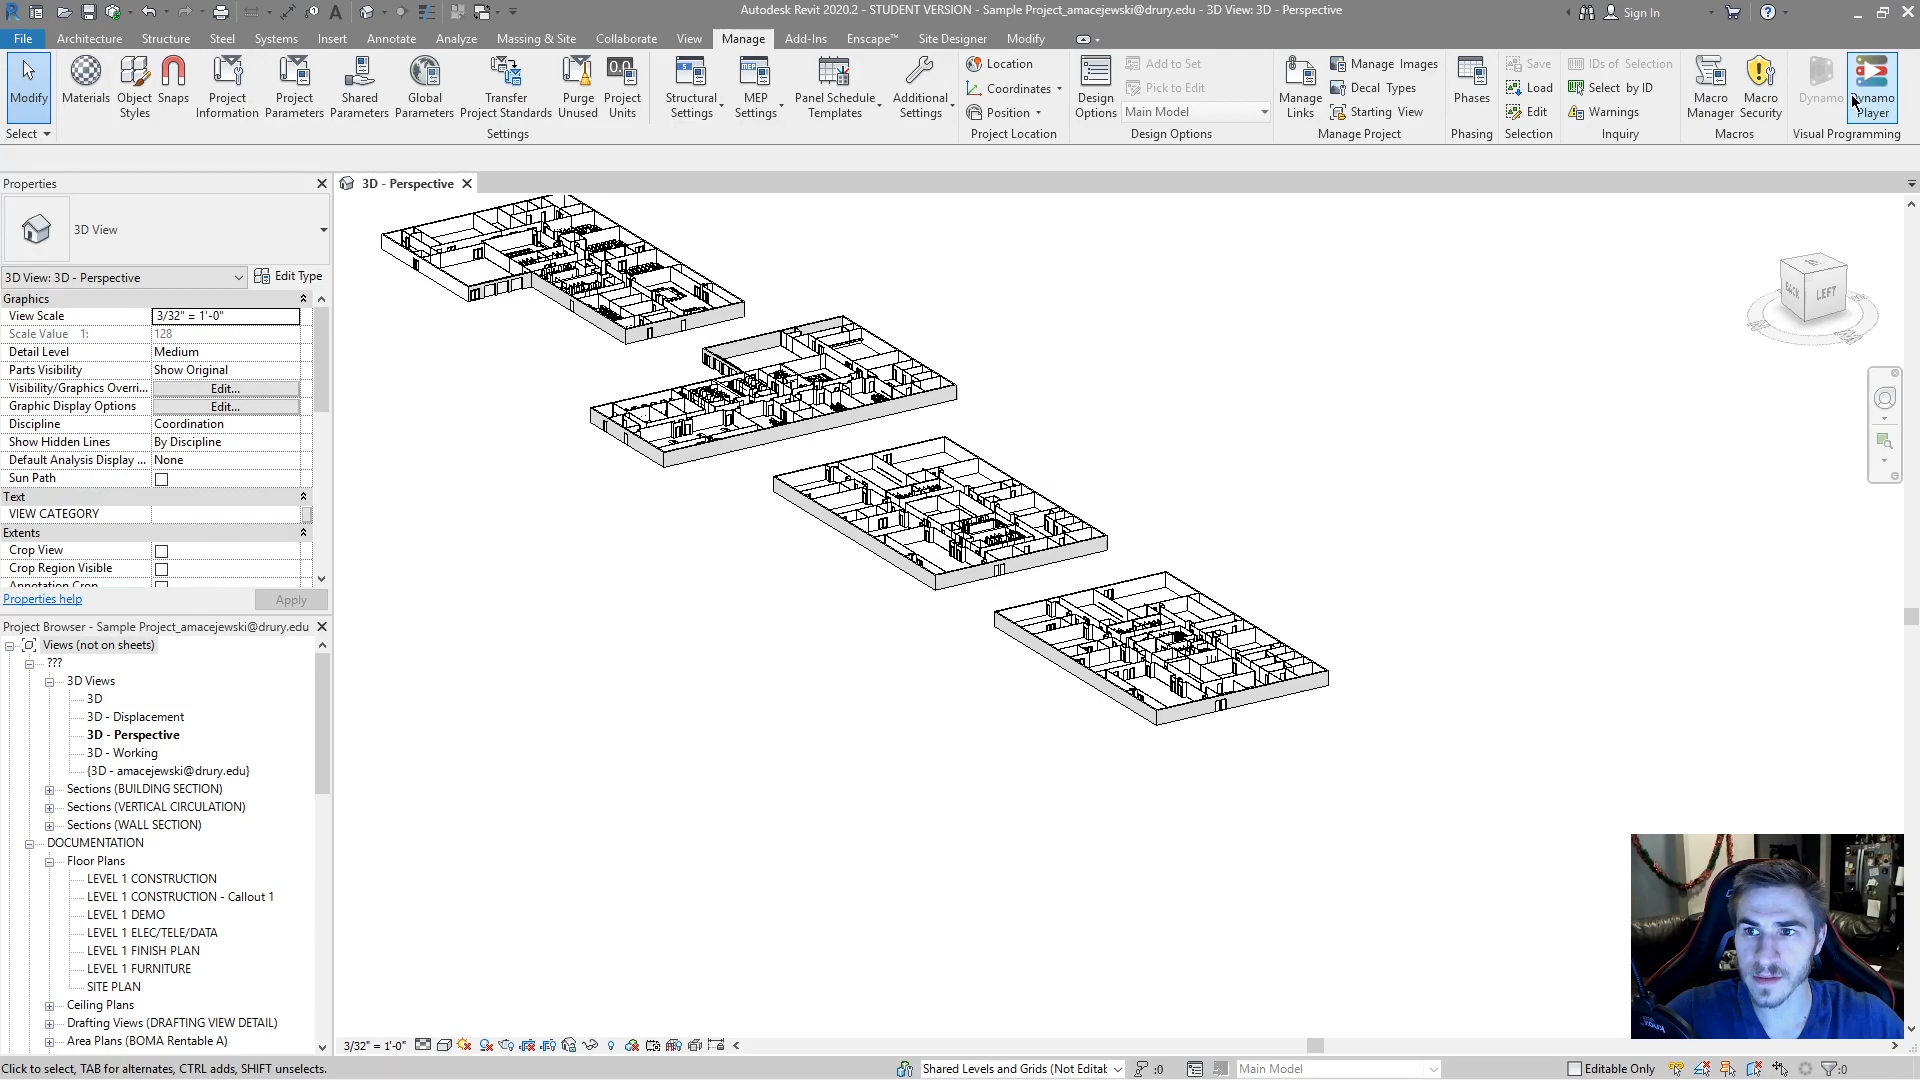 Autodesk Revit 2020.2 - STUDENT VERSION - Sample Project_amacejewski@drury.edu - 3D View: 3D - Perspective
Sign In
File Architecture Structure Steel Systems Insert Annotate Analyze Massing & Site Collaborate View Manage Add-Ins Enscape™ Site Designer Modify
Modify
Materials
Object Styles
Snaps
Project Information
Project Parameters
Shared Parameters
Global Parameters
Transfer Project Standards
Purge Unused
Project Units
Structural Settings
MEP Settings
Panel Schedule Templates
Additional Settings
Location
Coordinates
Position
Design Options
Add to Set
Pick to Edit
Main Model
Manage Links
Manage Images
Decal Types
Starting View
Phases
Save
Load
Edit
IDs of Selection
Select by ID
Warnings
Macro Manager
Macro Security
Dynamo
Dynamo Player
Select
Settings
Project Location
Design Options
Manage Project
Phasing
Selection
Inquiry
Macros
Visual Programming
Properties
3D - Perspective
3D View
3D View: 3D - Perspective
Edit Type
Graphics
View Scale 3/32" = 1'-0"
Scale Value 1: 128
Detail Level Medium
Parts Visibility Show Original
Visibility/Graphics Overri... Edit...
Graphic Display Options Edit...
Discipline Coordination
Show Hidden Lines By Discipline
Default Analysis Display ... None
Sun Path
Text
VIEW CATEGORY
Extents
Crop View
Crop Region Visible
Annotation Crop
Properties help
Apply
BACK
LEFT
Project Browser - Sample Project_amacejewski@drury.edu
Views (not on sheets)
???
3D Views
3D
3D - Displacement
3D - Perspective
3D - Working
{3D - amacejewski@drury.edu}
Sections (BUILDING SECTION)
Sections (VERTICAL CIRCULATION)
Sections (WALL SECTION)
DOCUMENTATION
Floor Plans
LEVEL 1 CONSTRUCTION
LEVEL 1 CONSTRUCTION - Callout 1
LEVEL 1 DEMO
LEVEL 1 ELEC/TELE/DATA
LEVEL 1 FINISH PLAN
LEVEL 1 FURNITURE
SITE PLAN
Ceiling Plans
Drafting Views (DRAFTING VIEW DETAIL)
Area Plans (BOMA Rentable A)
3/32" = 1'-0"
Click to select, TAB for alternates, CTRL adds, SHIFT unselects.
Shared Levels and Grids (Not Editat
:0
Main Model
Editable Only
:0